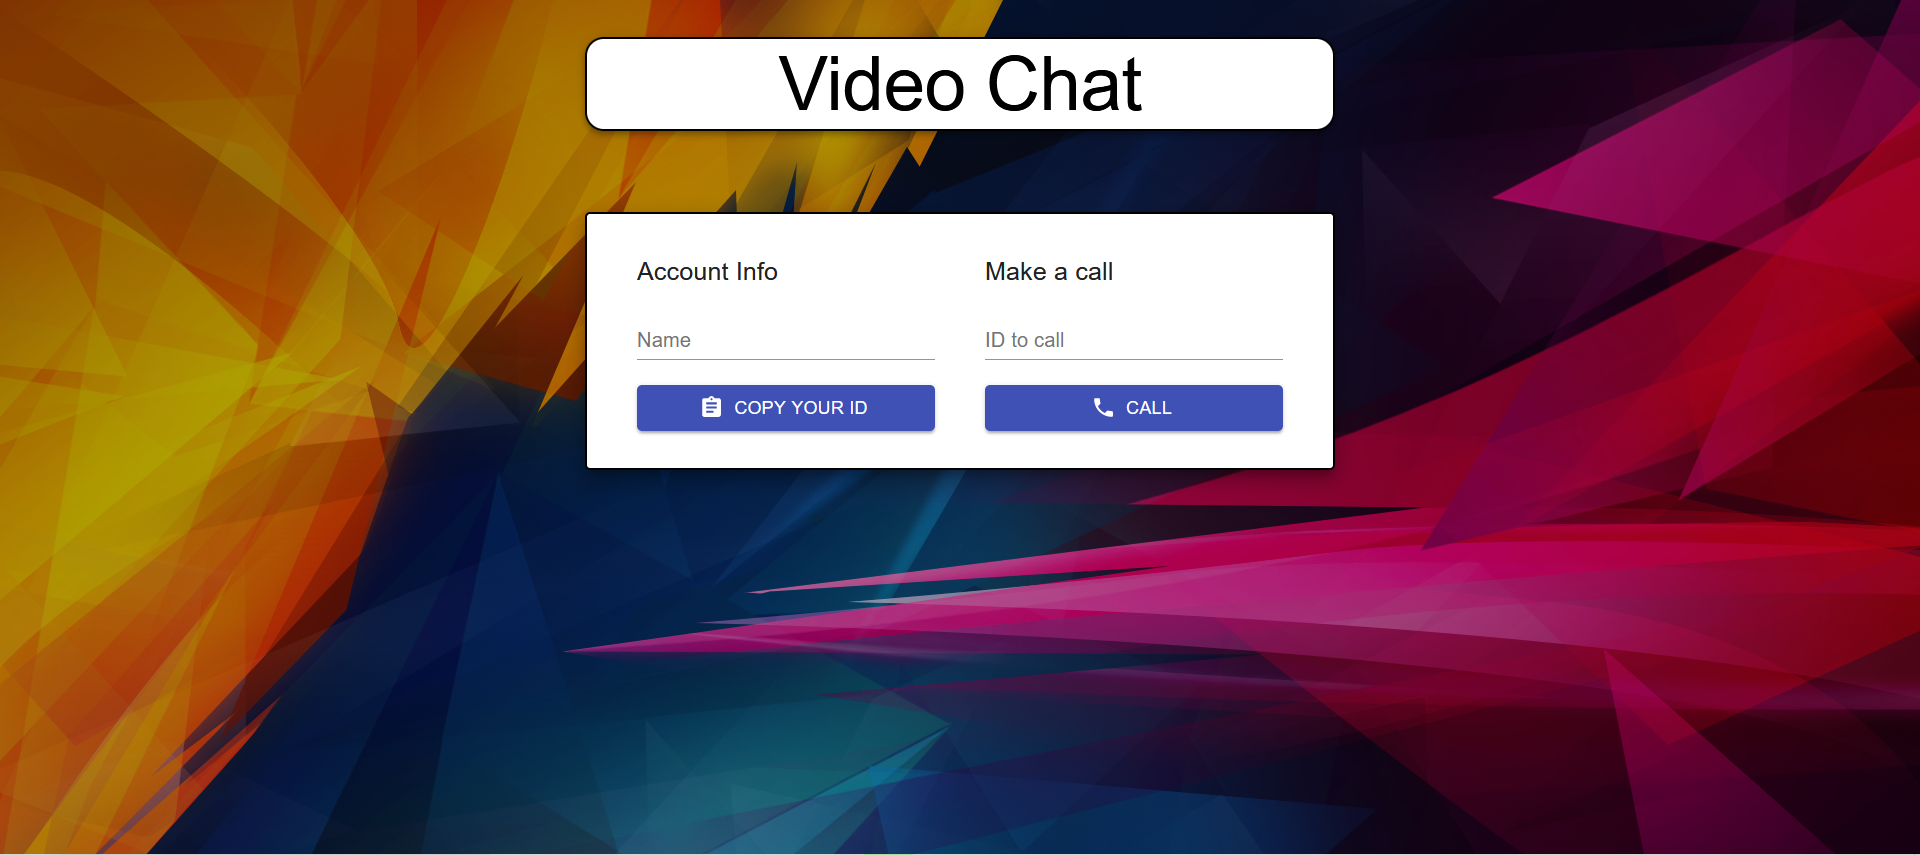 Video Chat
Account Info
Name
COPY YOUR ID
Make a call
ID to call
CALL